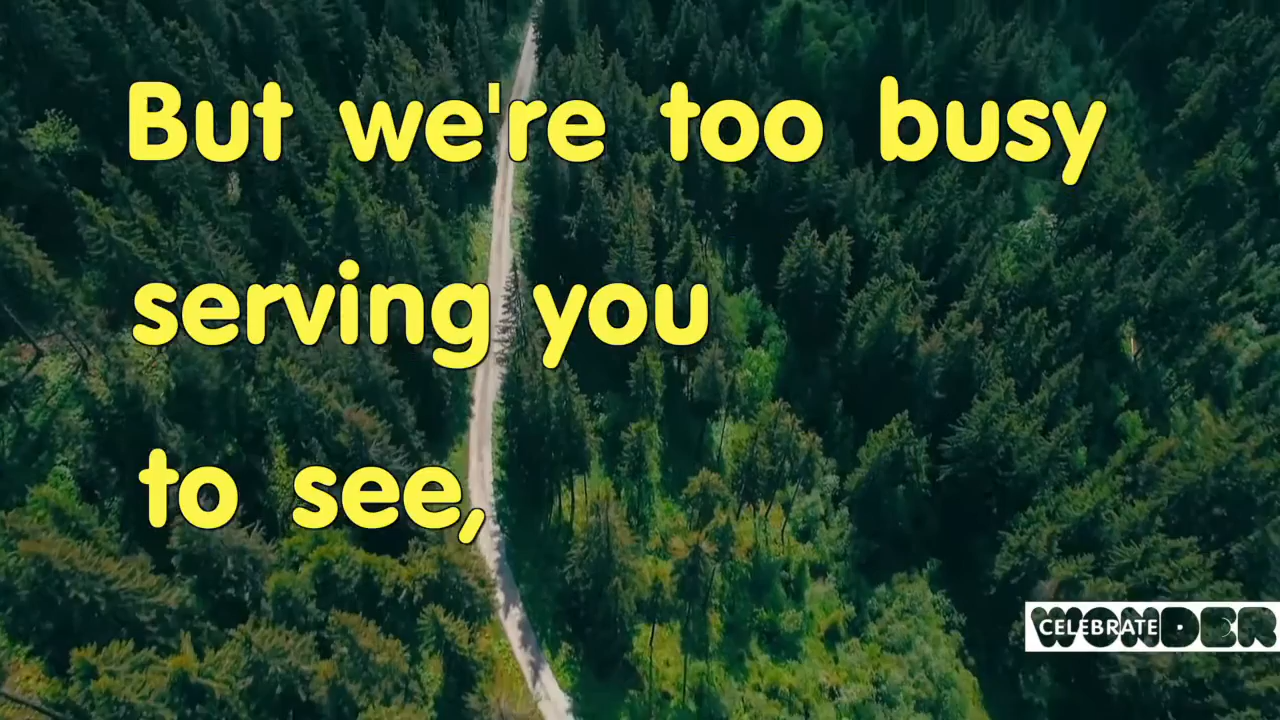 But we're too busy
serving you
to see,
CELEBRATE WONDER